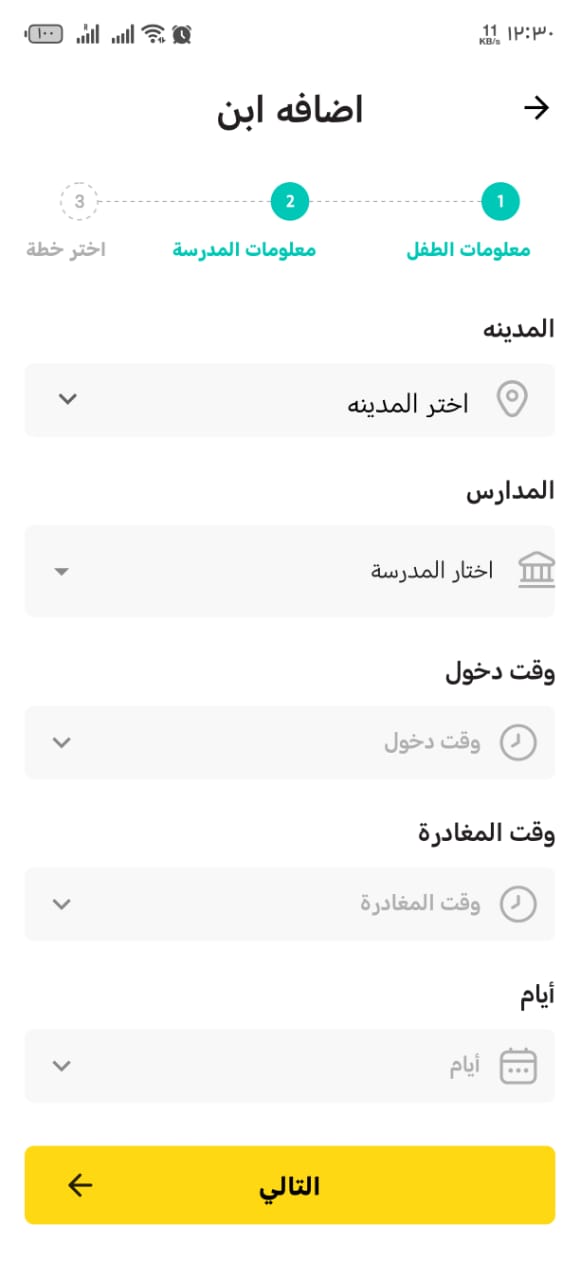 ١٢:٣٠ 11 KB/s ١٠٠
اضافه ابن
1 2 3
معلومات الطفل معلومات المدرسة اختر خطة
المدينه
اختر المدينه
المدارس
اختار المدرسة
وقت دخول
وقت دخول
وقت المغادرة
وقت المغادرة
أيام
أيام
التالي